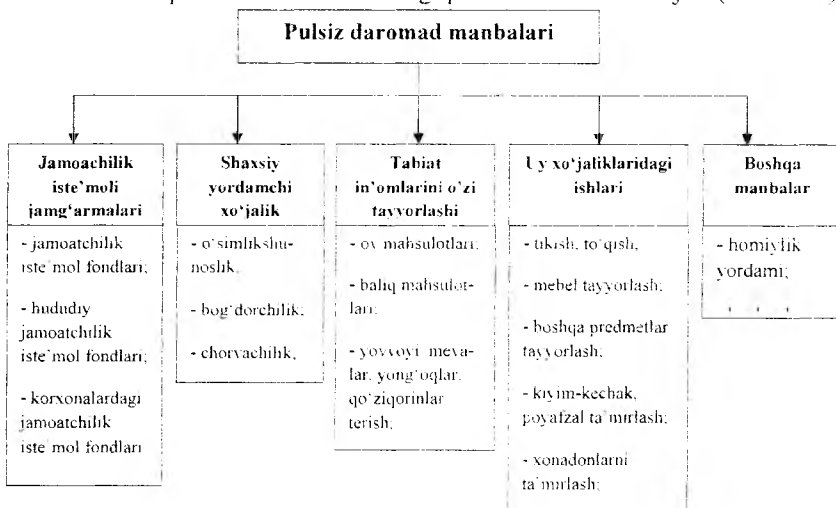 Pulsiz daromad manbalari
Jamoachilik
iste’moli
jamg‘armalari
- jamoatchilik
iste’mol fondlari;
- hududiy
jamoatchilik
iste’mol fondlari;
- korxonalardagi
jamoatchilik
iste’mol fondlari
Shaxsiy
yordamchi
xo‘jalik
- o‘simlikshu-
noslik,
- bog‘dorchilik;
- chorvachilik,
Tabiat
in’omlarini o’zi
tayyorlashi
- ov mahsulotlari;
- baliq mahsulot-
lari;
- yovvoyi meva-
lar, yong‘oqlar,
qo‘ziqorinlar
terish;
Uy xo‘jaliklaridagi
ishlari
- tikish, to‘qish,
- mebel tayyorlash;
- boshqa predmetlar
tayyorlash;
- kiyim-kechak,
poyafzal ta’mirlash;
- xonadonlarni
ta’mirlash;
Boshqa
manbalar
- homiylik
yordami;